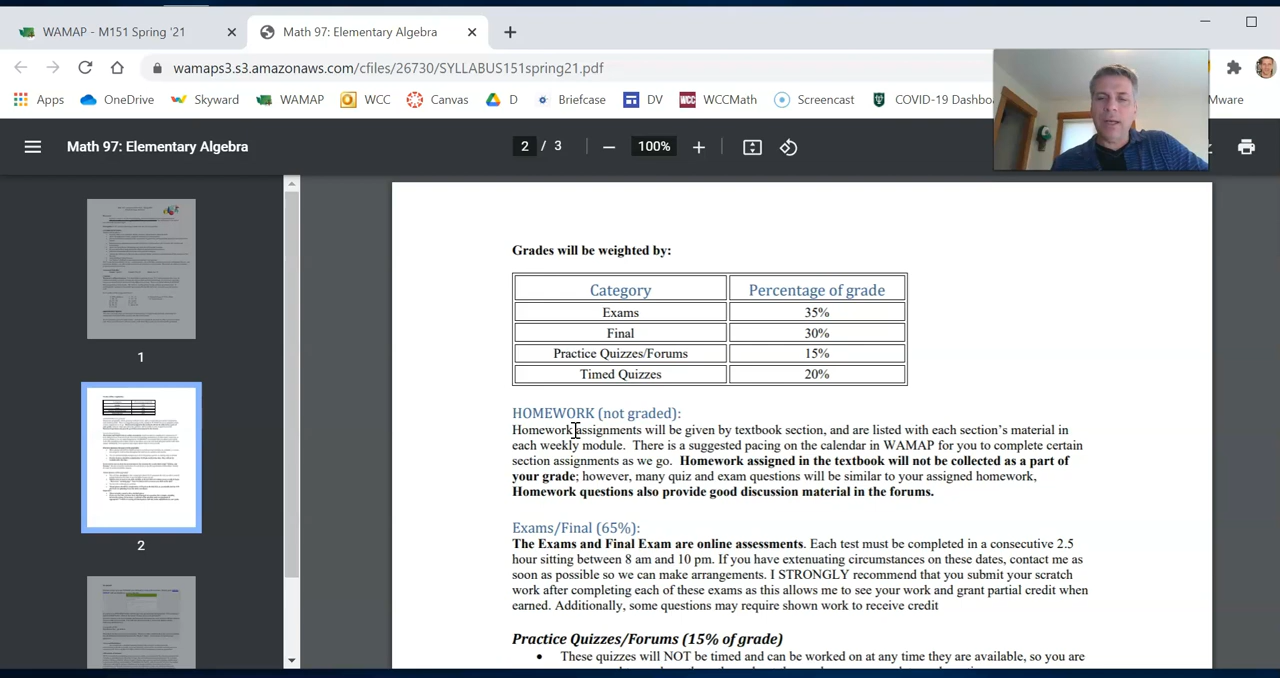 WAMAP - M151 Spring '21
Math 97: Elementary Algebra
wamaps3.s3.amazonaws.com/cfiles/26730/SYLLABUS151spring21.pdf
Apps OneDrive Skyward WAMAP WCC Canvas D Briefcase DV WCC WCCMath Screencast COVID-19 Dashbo Mware
Math 97: Elementary Algebra 2 / 3 100%
Grades will be weighted by:
Category Percentage of grade
Exams 35%
Final 30%
Practice Quizzes/Forums 15%
Timed Quizzes 20%
HOMEWORK (not graded):
Homework assignments will be given by textbook section, and are listed with each section's material in
each weekly module. There is a suggested pacing on the calendar in WAMAP for you to complete certain
section assignments as we go. Homework assigned in the textbook will not be collected as a part of
your grade; however, many quiz and exam questions will be similar to your assigned homework,
Homework questions also provide good discussion material in the forums.
Exams/Final (65%):
The Exams and Final Exam are online assessments. Each test must be completed in a consecutive 2.5
hour sitting between 8 am and 10 pm. If you have extenuating circumstances on these dates, contact me as
soon as possible so we can make arrangements. I STRONGLY recommend that you submit your scratch
work after completing each of these exams as this allows me to see your work and grant partial credit when
earned. Additionally, some questions may require shown work to receive credit
Practice Quizzes/Forums (15% of grade)
These quizzes will NOT be timed and can be worked on at any time they are available, so you are
1
2